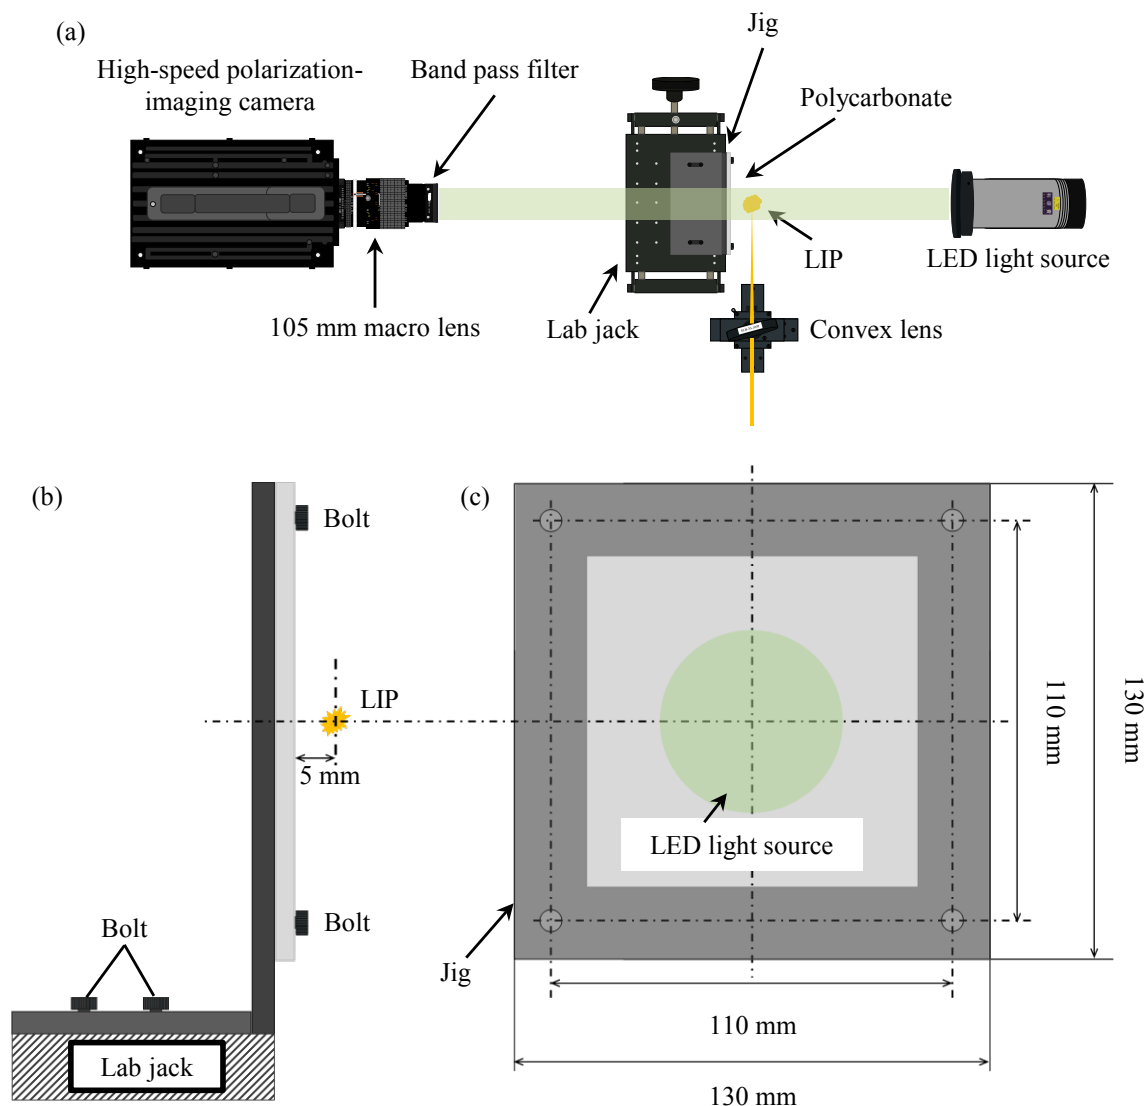 (a)
Jig
High-speed polarization-
imaging camera
Band pass filter
Polycarbonate
LIP
LED light source
105 mm macro lens
Lab jack
Convex lens
(b)
Bolt
LIP
5 mm
Bolt
Bolt
Lab jack
(c)
LED light source
Jig
110 mm
130 mm
110 mm
130 mm